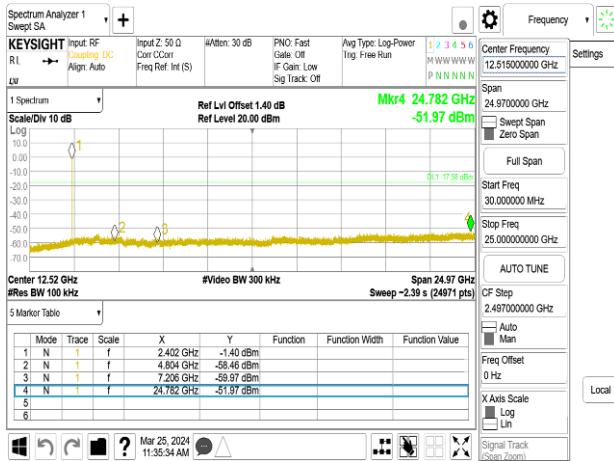 Spectrum Analyzer 1
Swept SA
Frequency
Settings
KEYSIGHT
RL
Input: RF
Coupling: DC
Align: Auto
Input Z: 50 Ω
Corr CCorr
Freq Ref: Int (S)
#Atten: 30 dB
PNO: Fast
Gate: Off
IF Gain: Low
Sig Track: Off
Avg Type: Log-Power
Trig: Free Run
1 2 3 4 5 6
M W W W W W
P N N N N N
1 Spectrum
Scale/Div 10 dB
Ref Lvl Offset 1.40 dB
Ref Level 20.00 dBm
Mkr4 24.782 GHz
-51.97 dBm
Log
10.0
0.00
-10.0
-20.0
-30.0
-40.0
-50.0
-60.0
-70.0
1
2
3
4
DL1 -17.58 dBm
Center 12.52 GHz
#Res BW 100 kHz
#Video BW 300 kHz
Span 24.97 GHz
Sweep ~2.39 s (24971 pts)
5 Marker Table
Mode Trace Scale X Y Function Function Width Function Value
1 N 1 f 2.402 GHz -1.40 dBm
2 N 1 f 4.804 GHz -58.46 dBm
3 N 1 f 7.206 GHz -59.97 dBm
4 N 1 f 24.782 GHz -51.97 dBm
5
6
Mar 25, 2024
11:35:34 AM
Center Frequency
12.515000000 GHz
Span
24.9700000 GHz
Swept Span
Zero Span
Full Span
Start Freq
30.000000 MHz
Stop Freq
25.000000000 GHz
AUTO TUNE
CF Step
2.497000000 GHz
Auto
Man
Freq Offset
0 Hz
X Axis Scale
Log
Lin
Signal Track
(Span Zoom)
Local